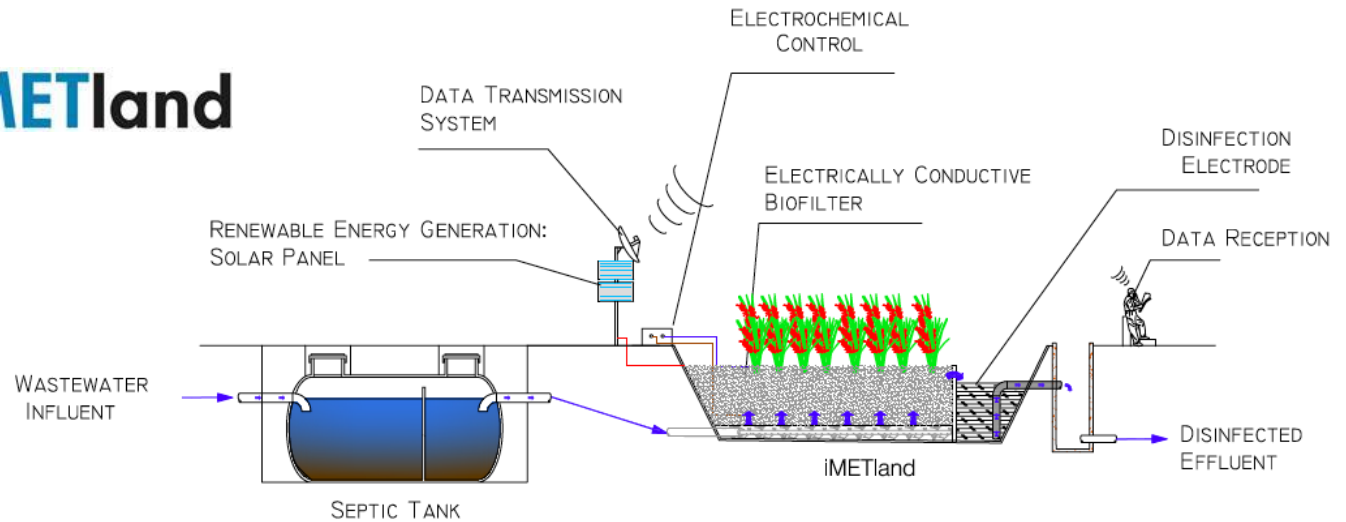 METland
ELECTROCHEMICAL
CONTROL
DATA TRANSMISSION
SYSTEM
DISINFECTION
ELECTRODE
ELECTRICALLY CONDUCTIVE
BIOFILTER
RENEWABLE ENERGY GENERATION:
SOLAR PANEL
DATA RECEPTION
WASTEWATER
INFLUENT
DISINFECTED
EFFLUENT
iMETland
SEPTIC TANK